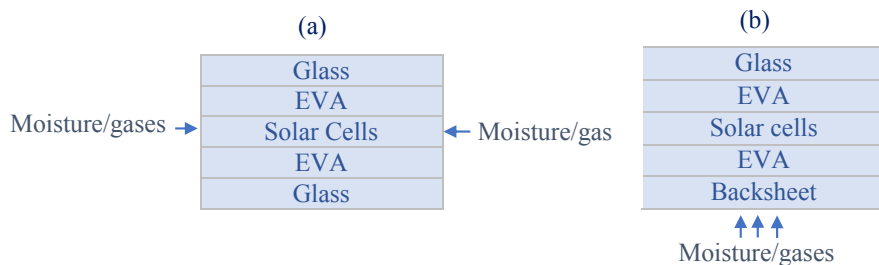 (a)
Glass
EVA
Moisture/gases
Solar Cells
Moisture/gas
EVA
Glass
(b)
Glass
EVA
Solar cells
EVA
Backsheet
Moisture/gases